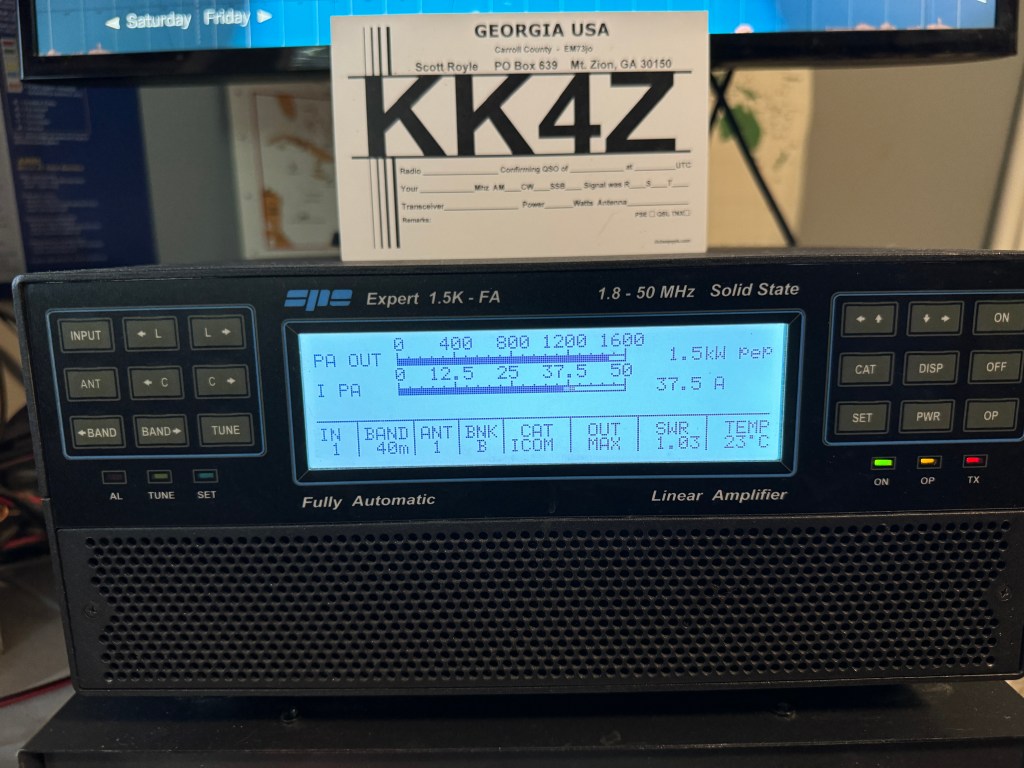 ◄ Saturday Friday ►
GEORGIA USA
Carroll County - EM73jo
Scott Royle PO Box 639 Mt. Zion, GA 30150
KK4Z
Radio Confirming QSO of at UTC
Your Mhz AM CW SSB Signal was R S T
Transceiver Power Watts Antenna
PSE QSL TNX
Remarks:
spe Expert 1.5K - FA 1.8 - 50 MHz Solid State
INPUT ← L L →
ANT ← C C →
←BAND BAND→ TUNE
AL TUNE SET
0 400 800 1200 1600
PA OUT 1.5kW pep
0 12.5 25 37.5 50
I PA 37.5 A
IN BAND ANT BNK CAT OUT SWR TEMP
1 40m 1 B ICOM MAX 1.03 23°C
← ↑ ↓ → ON
CAT DISP OFF
SET PWR OP
ON OP TX
Fully Automatic Linear Amplifier